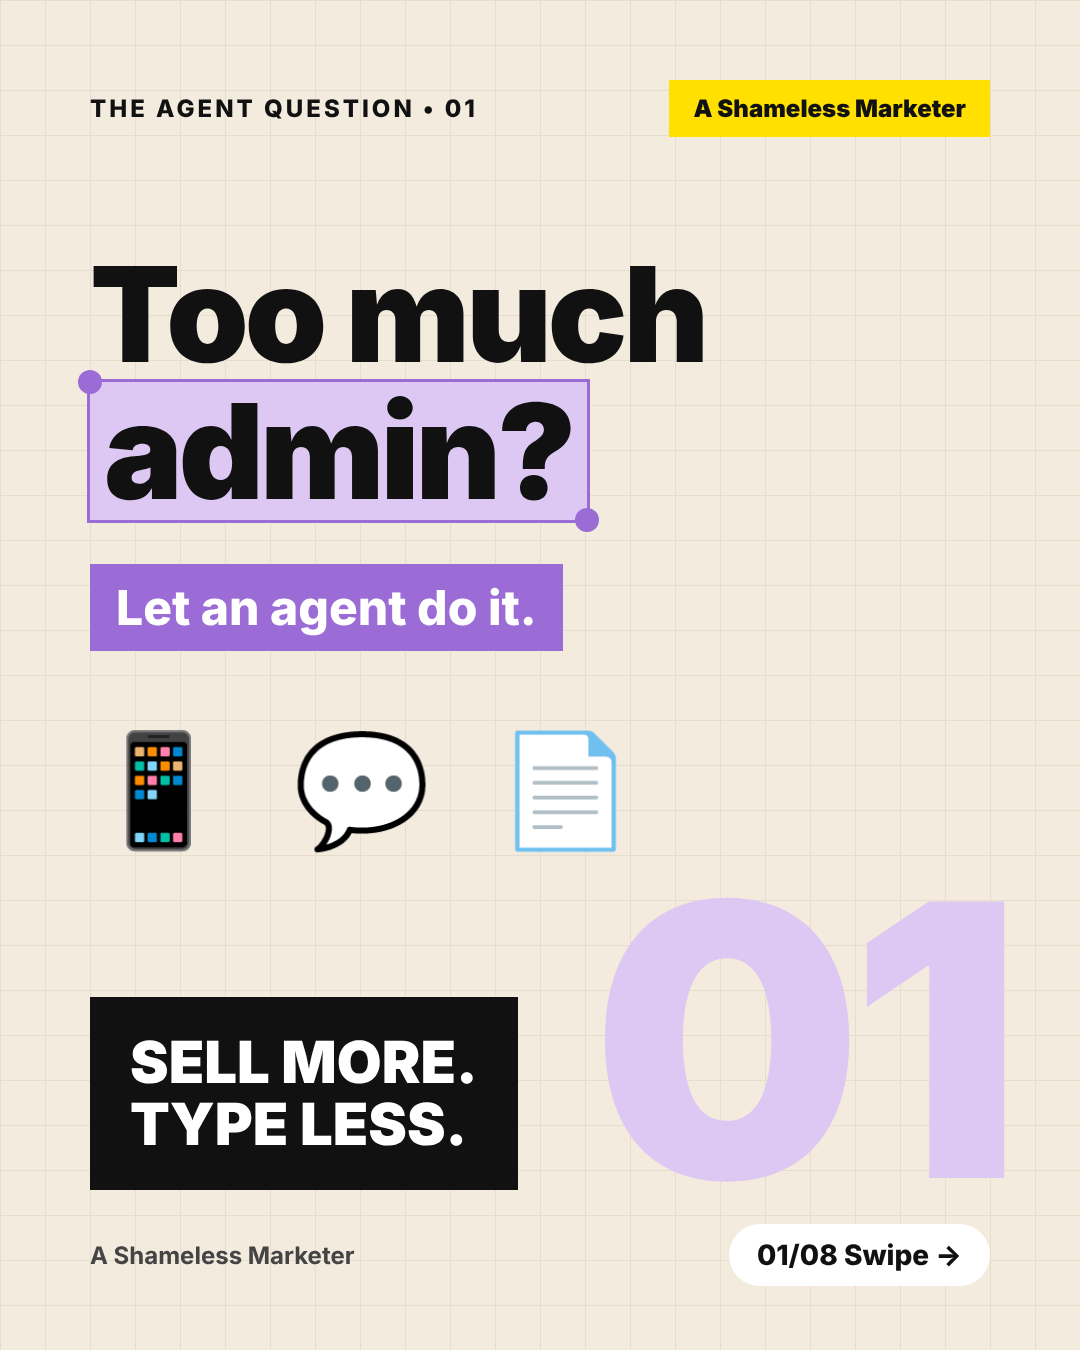 THE AGENT QUESTION • 01
A Shameless Marketer
Too much
admin?
Let an agent do it.
01
SELL MORE.
TYPE LESS.
A Shameless Marketer
01/08 Swipe →